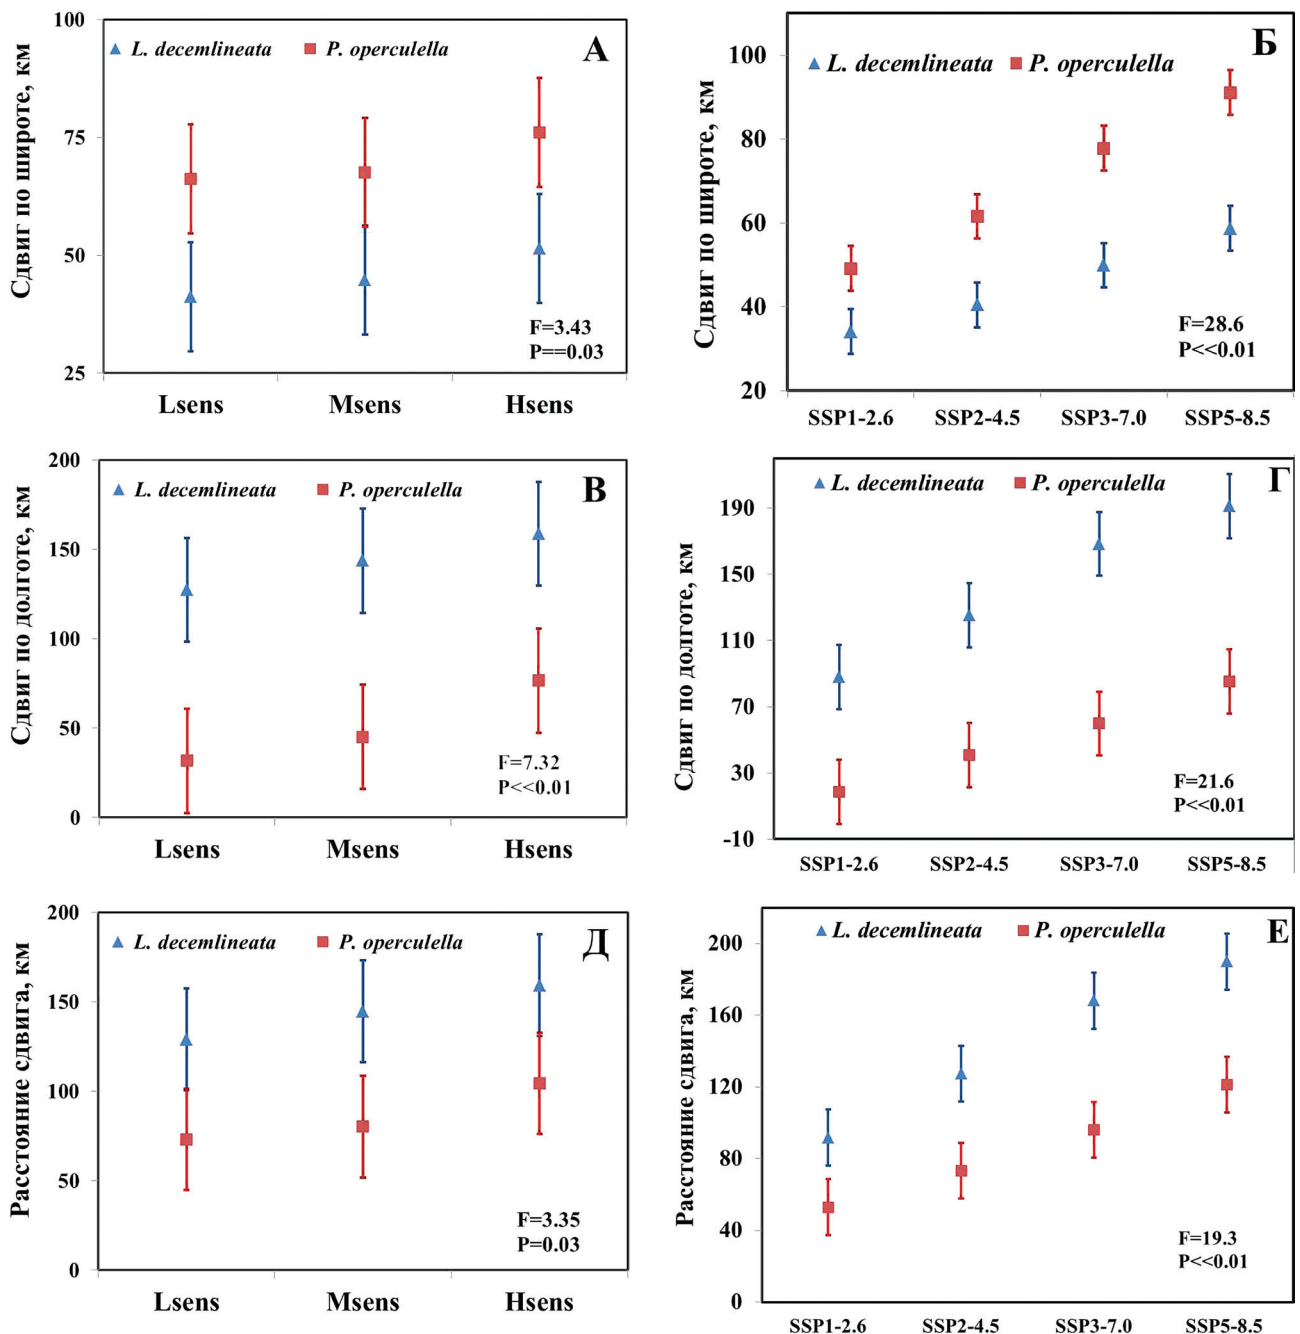 Сдвиг по широте, км
100
75
50
25
L. decemlineata P. operculella
А
F=3.43
P==0.03
Lsens Msens Hsens
Сдвиг по широте, км
100
80
60
40
20
L. decemlineata P. operculella
Б
F=28.6
P<<0.01
SSP1-2.6 SSP2-4.5 SSP3-7.0 SSP5-8.5
Сдвиг по долготе, км
200
150
100
50
0
L. decemlineata P. operculella
В
F=7.32
P<<0.01
Lsens Msens Hsens
Сдвиг по долготе, км
190
150
110
70
30
-10
L. decemlineata P. operculella
Г
F=21.6
P<<0.01
SSP1-2.6 SSP2-4.5 SSP3-7.0 SSP5-8.5
Расстояние сдвига, км
200
150
100
50
0
L. decemlineata P. operculella
Д
F=3.35
P=0.03
Lsens Msens Hsens
Расстояние сдвига, км
200
160
120
80
40
0
L. decemlineata P. operculella
Е
F=19.3
P<<0.01
SSP1-2.6 SSP2-4.5 SSP3-7.0 SSP5-8.5